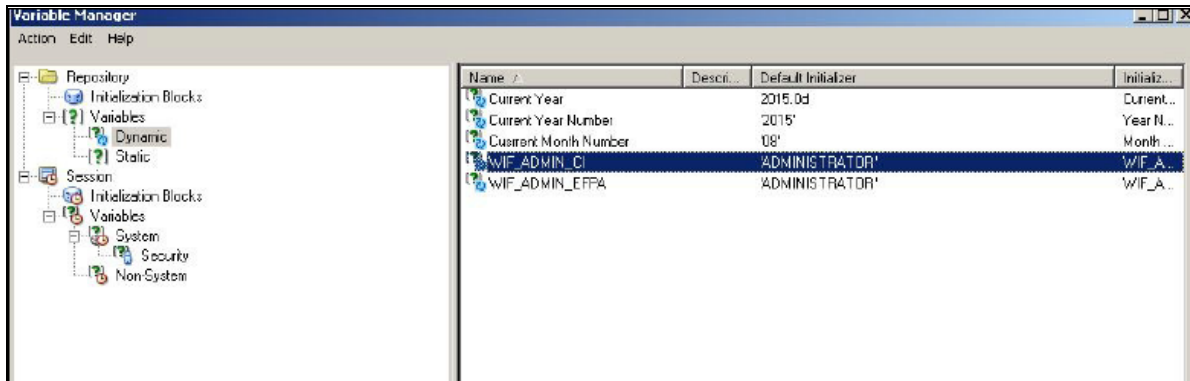 Variable Manager
Action Edit Help
Repository
Initialization Blocks
Variables
Dynamic
Static
Session
Initialization Blocks
Variables
System
Security
Non-System
Name Descri... Default Initializer Initializ...
Current Year 2015.0d Current...
Current Year Number '2015' Year N...
Cusrrent Month Number '08' Month ...
WIF_ADMIN_CI 'ADMINISTRATOR' WIF_A...
WIF_ADMIN_EFPA 'ADMINISTRATOR' WIF_A...